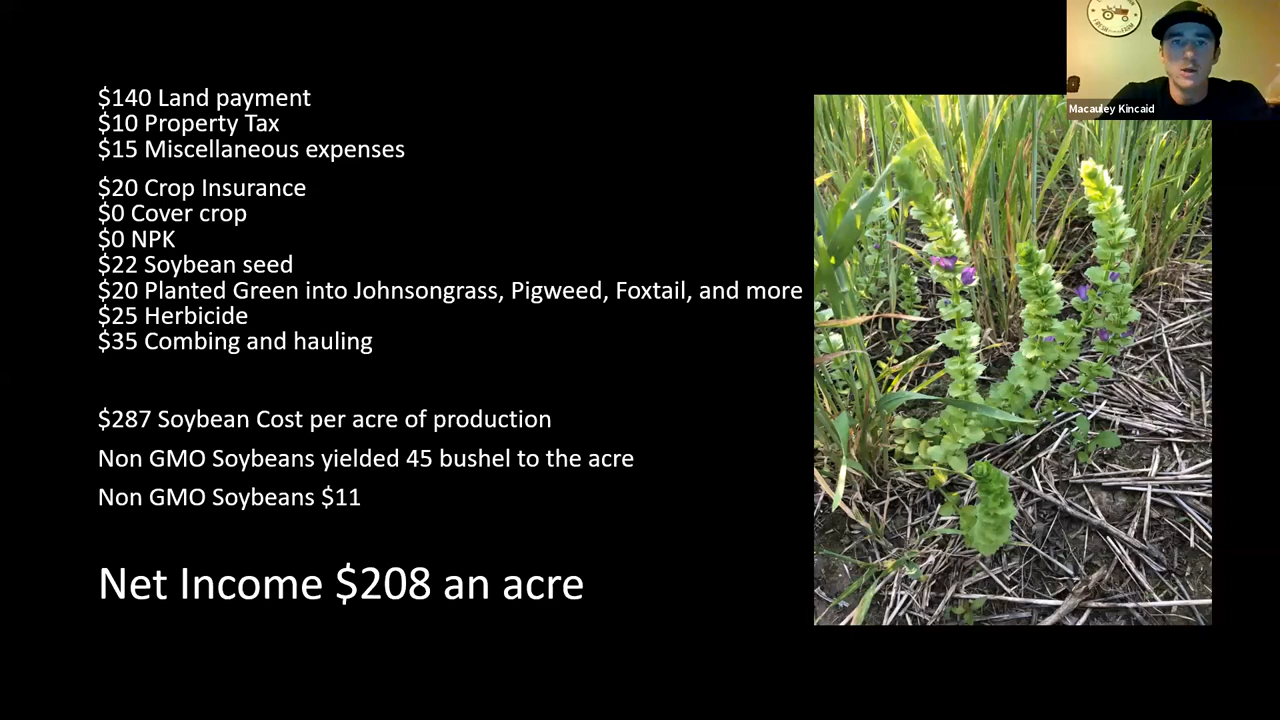 $140 Land payment
$10 Property Tax
$15 Miscellaneous expenses
$20 Crop Insurance
$0 Cover crop
$0 NPK
$22 Soybean seed
$20 Planted Green into Johnsongrass, Pigweed, Foxtail, and more
$25 Herbicide
$35 Combing and hauling
$287 Soybean Cost per acre of production
Non GMO Soybeans yielded 45 bushel to the acre
Non GMO Soybeans $11
Net Income $208 an acre
Macauley Kincaid